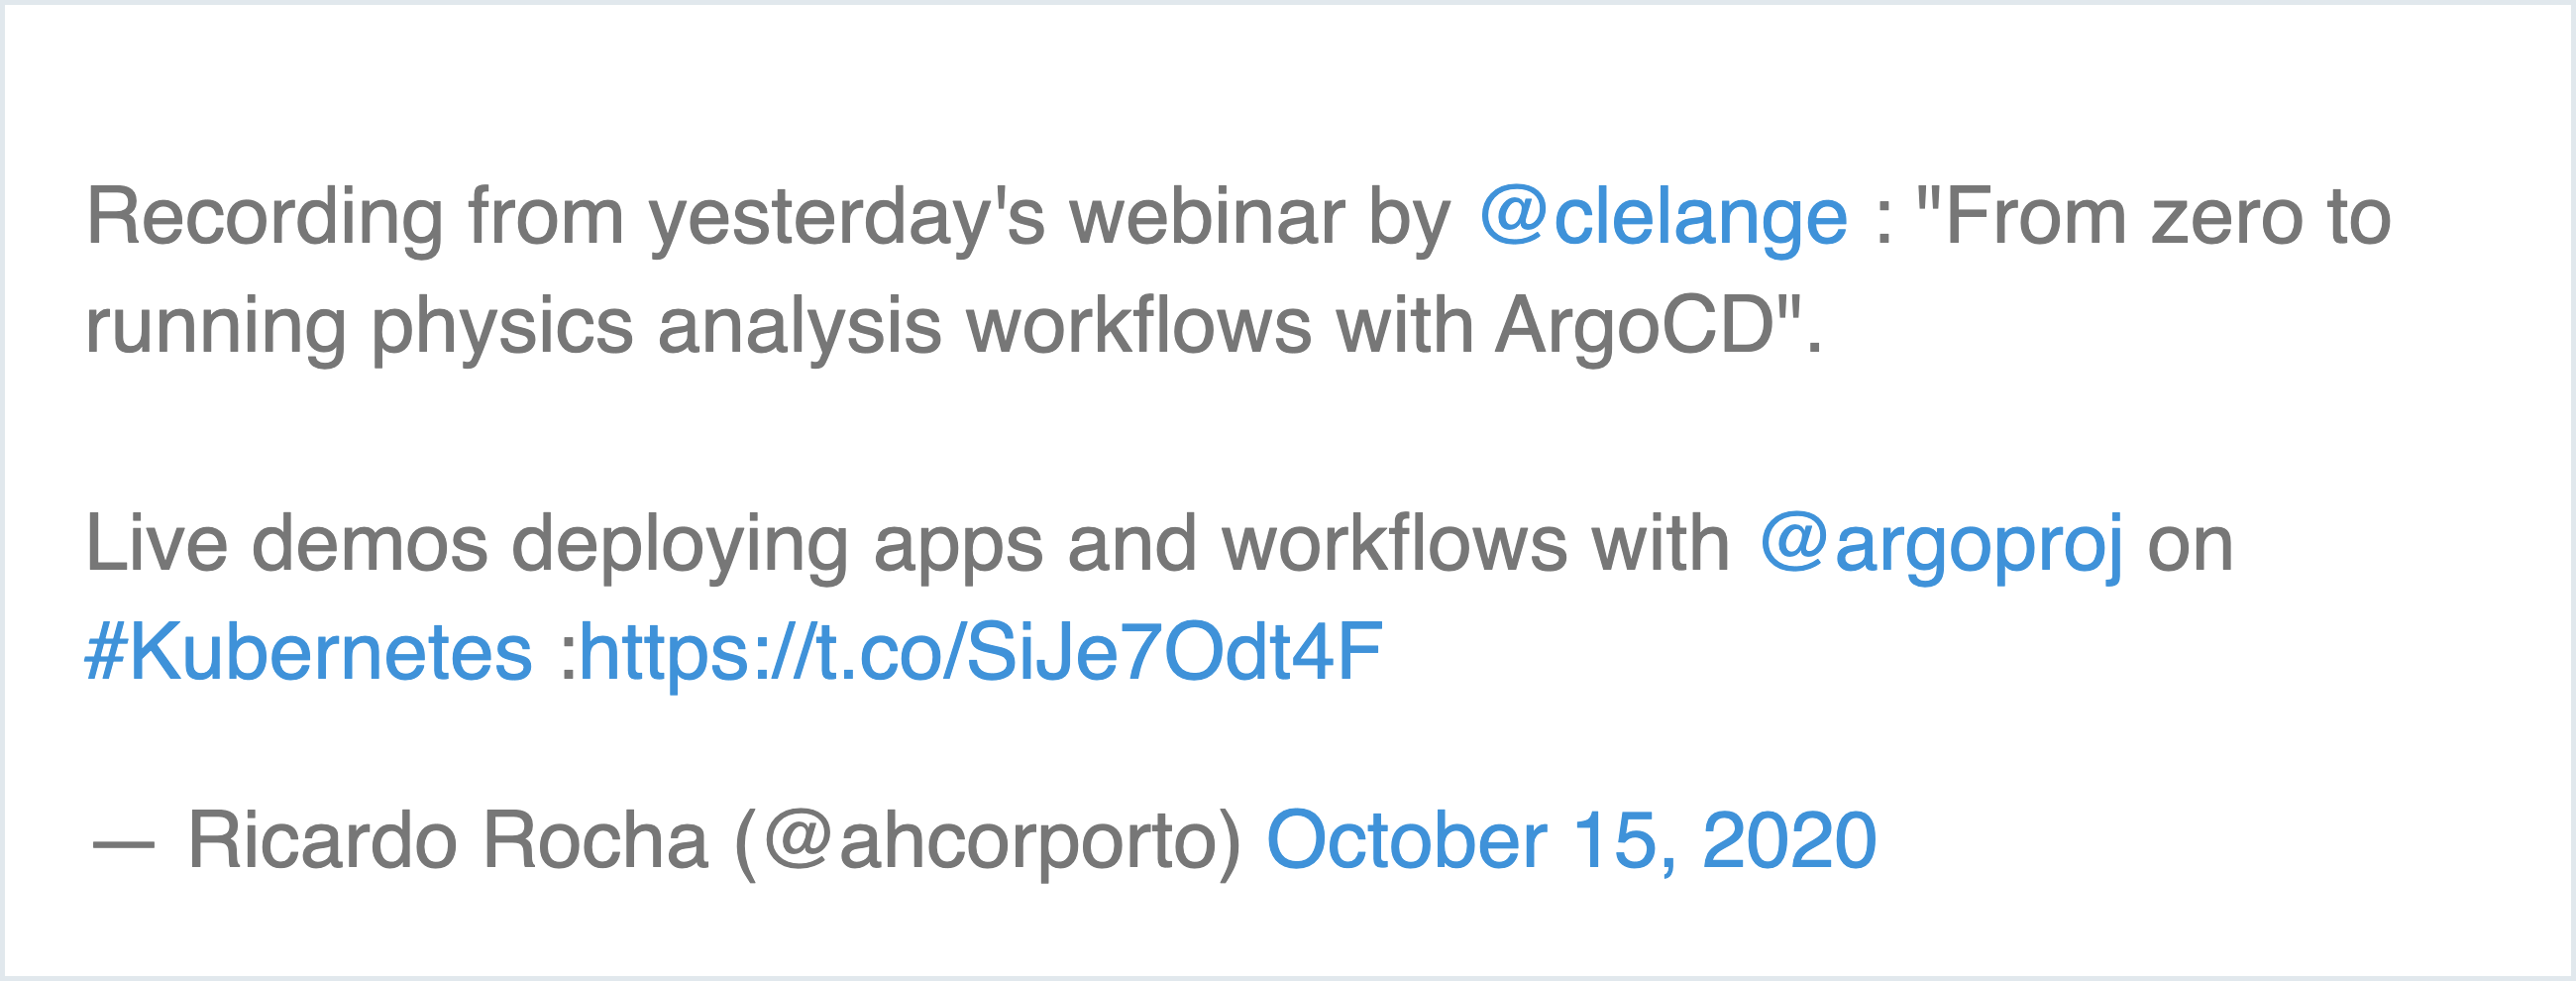 Recording from yesterday's webinar by @clelange : "From zero to
running physics analysis workflows with ArgoCD".
Live demos deploying apps and workflows with @argoproj on
#Kubernetes :https://t.co/SiJe7Odt4F
— Ricardo Rocha (@ahcorporto) October 15, 2020